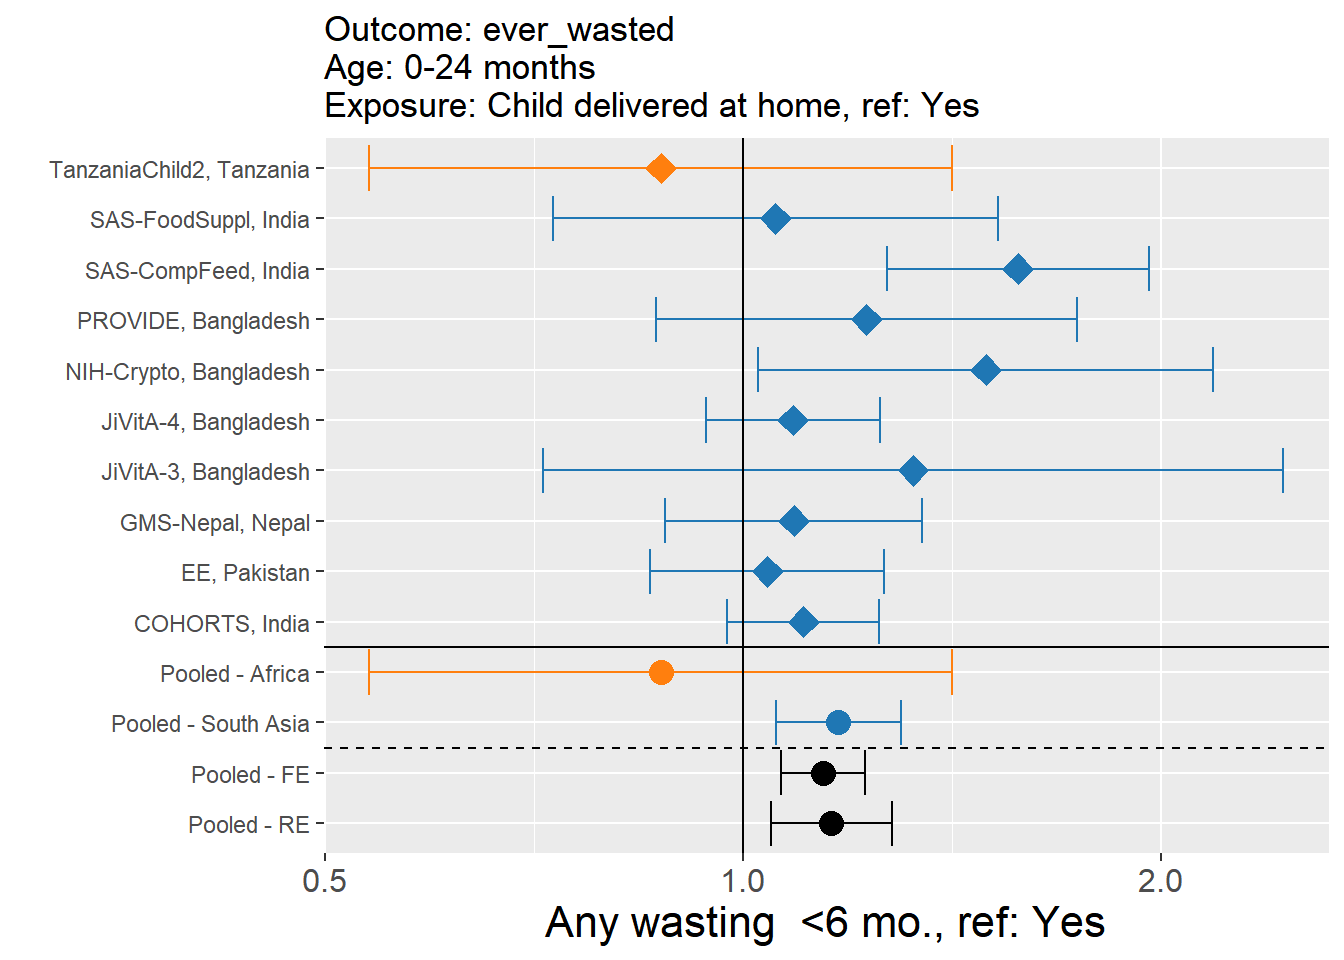 Outcome: ever_wasted
Age: 0-24 months
Exposure: Child delivered at home, ref: Yes
TanzaniaChild2, Tanzania
SAS-FoodSuppl, India
SAS-CompFeed, India
PROVIDE, Bangladesh
NIH-Crypto, Bangladesh
JiVitA-4, Bangladesh
JiVitA-3, Bangladesh
GMS-Nepal, Nepal
EE, Pakistan
COHORTS, India
Pooled - Africa
Pooled - South Asia
Pooled - FE
Pooled - RE
0.5 1.0 2.0
Any wasting  <6 mo., ref: Yes